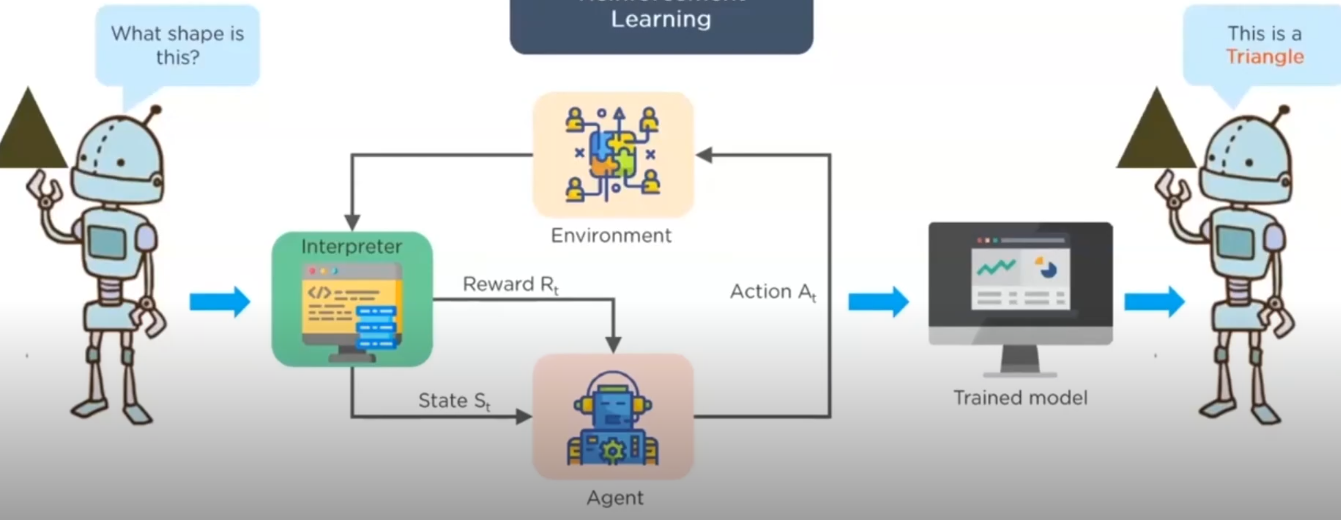 What shape is
this?
Learning
This is a
Triangle
Environment
Interpreter
</>
Reward Rt
Action At
State St
Trained model
Agent